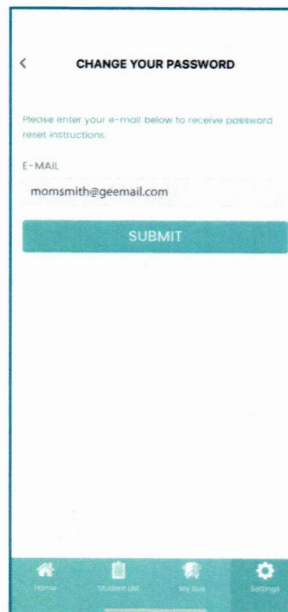 CHANGE YOUR PASSWORD
Please enter your e-mail below to receive password
reset instructions.
E-MAIL
momsmith@geemail.com
SUBMIT
Home
Student List
My Bus
Settings